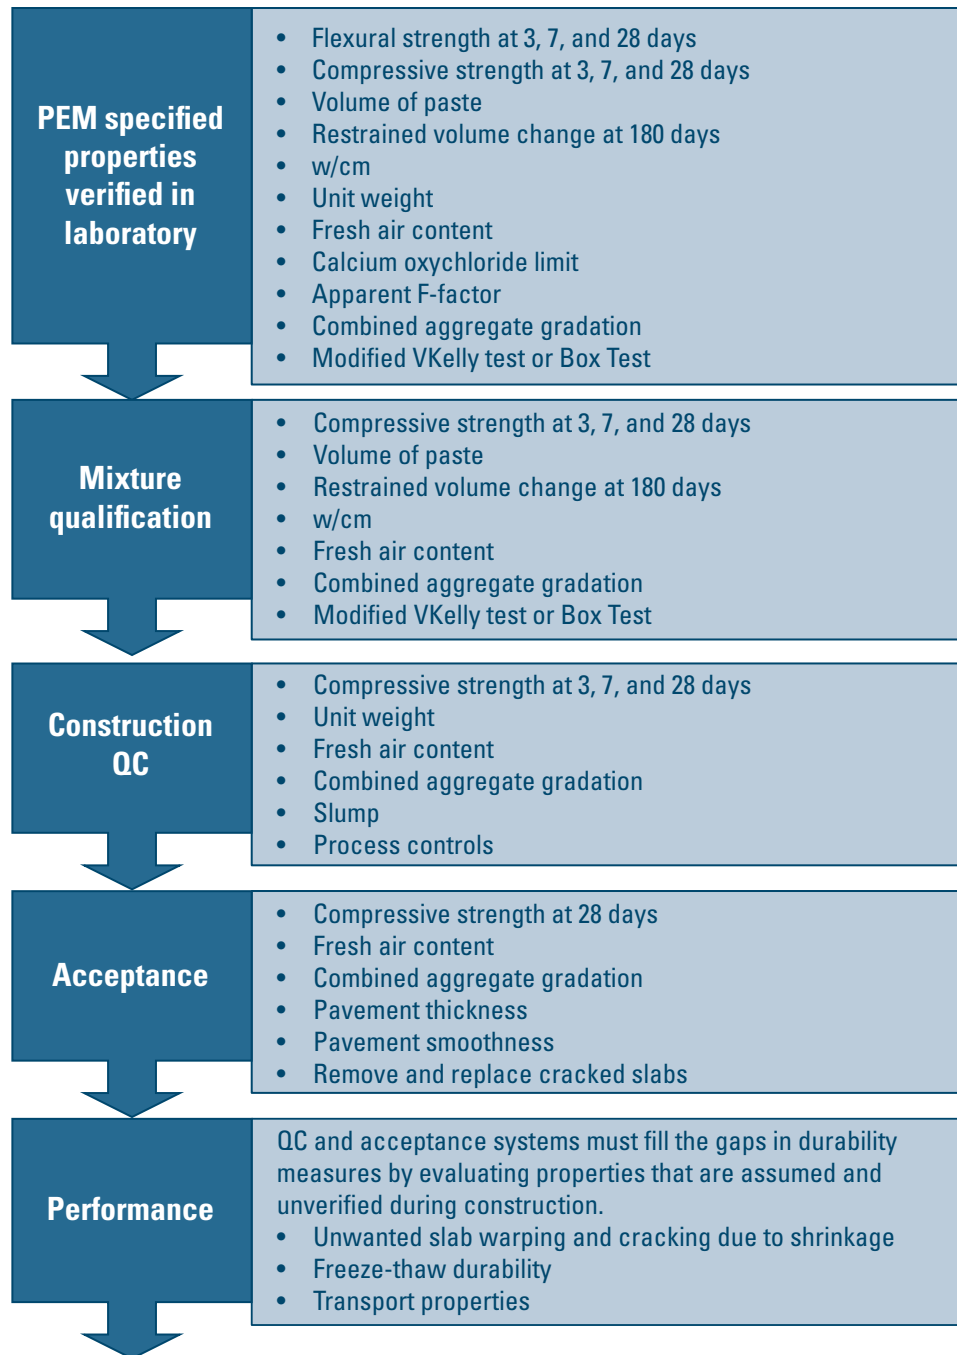 PEM specified
properties
verified in
laboratory
• Flexural strength at 3, 7, and 28 days
• Compressive strength at 3, 7, and 28 days
• Volume of paste
• Restrained volume change at 180 days
• w/cm
• Unit weight
• Fresh air content
• Calcium oxychloride limit
• Apparent F-factor
• Combined aggregate gradation
• Modified VKelly test or Box Test
Mixture
qualification
• Compressive strength at 3, 7, and 28 days
• Volume of paste
• Restrained volume change at 180 days
• w/cm
• Fresh air content
• Combined aggregate gradation
• Modified VKelly test or Box Test
Construction
QC
• Compressive strength at 3, 7, and 28 days
• Unit weight
• Fresh air content
• Combined aggregate gradation
• Slump
• Process controls
Acceptance
• Compressive strength at 28 days
• Fresh air content
• Combined aggregate gradation
• Pavement thickness
• Pavement smoothness
• Remove and replace cracked slabs
Performance
QC and acceptance systems must fill the gaps in durability
measures by evaluating properties that are assumed and
unverified during construction.
• Unwanted slab warping and cracking due to shrinkage
• Freeze-thaw durability
• Transport properties